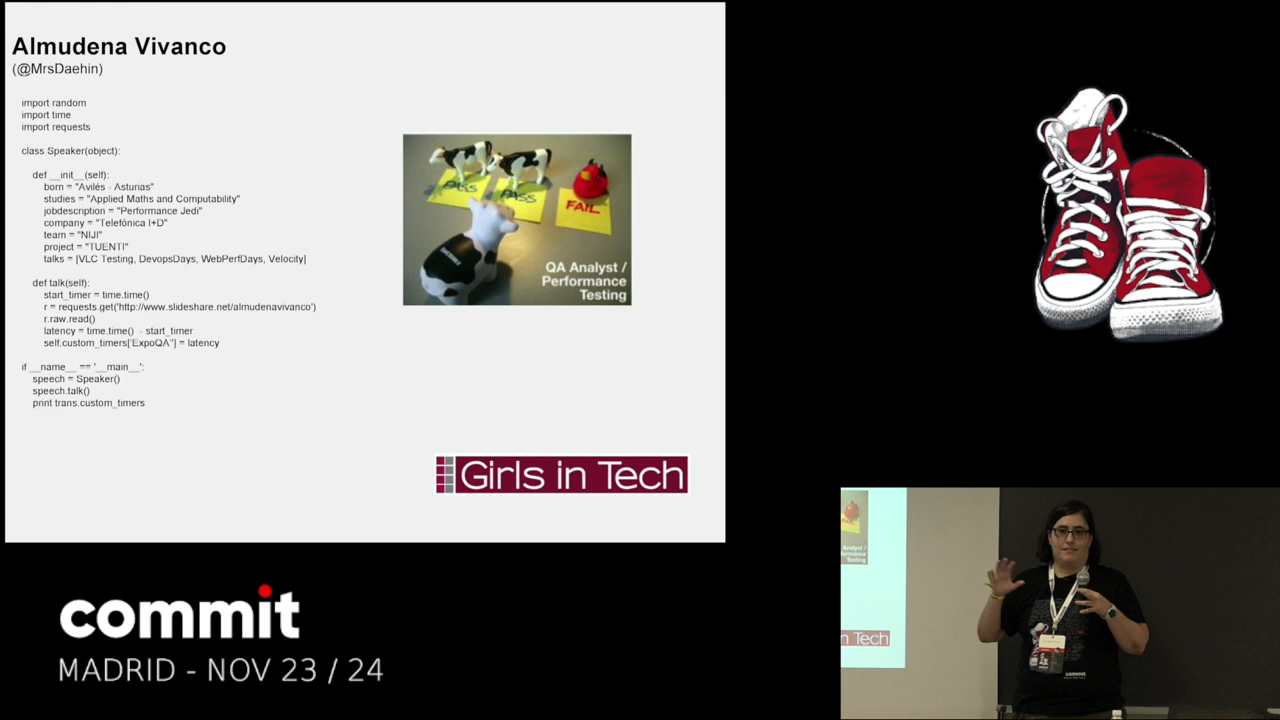 Almudena Vivanco
(@MrsDaehin)
import random
import time
import requests
class Speaker(object):
def __init__(self):
born = "Avilés - Asturias"
studies = "Applied Maths and Computability"
jobdescription = "Performance Jedi"
company = "Telefónica I+D"
team = "NIJI"
project = "TUENTI"
talks = [VLC Testing, DevopsDays, WebPerfDays, Velocity]
def talk(self):
start_timer = time.time()
r = requests.get('http://www.slideshare.net/almudenavivanco')
r.raw.read()
latency = time.time() - start_timer
self.custom_timers['ExpoQA''] = latency
if __name__ == '__main__':
speech = Speaker()
speech.talk()
print trans.custom_timers
PASS
PASS
FAIL
QA Analyst /
Performance
Testing
Girls in Tech
commit
MADRID - NOV 23 / 24
Analyst /
Testing
n Tech
commit